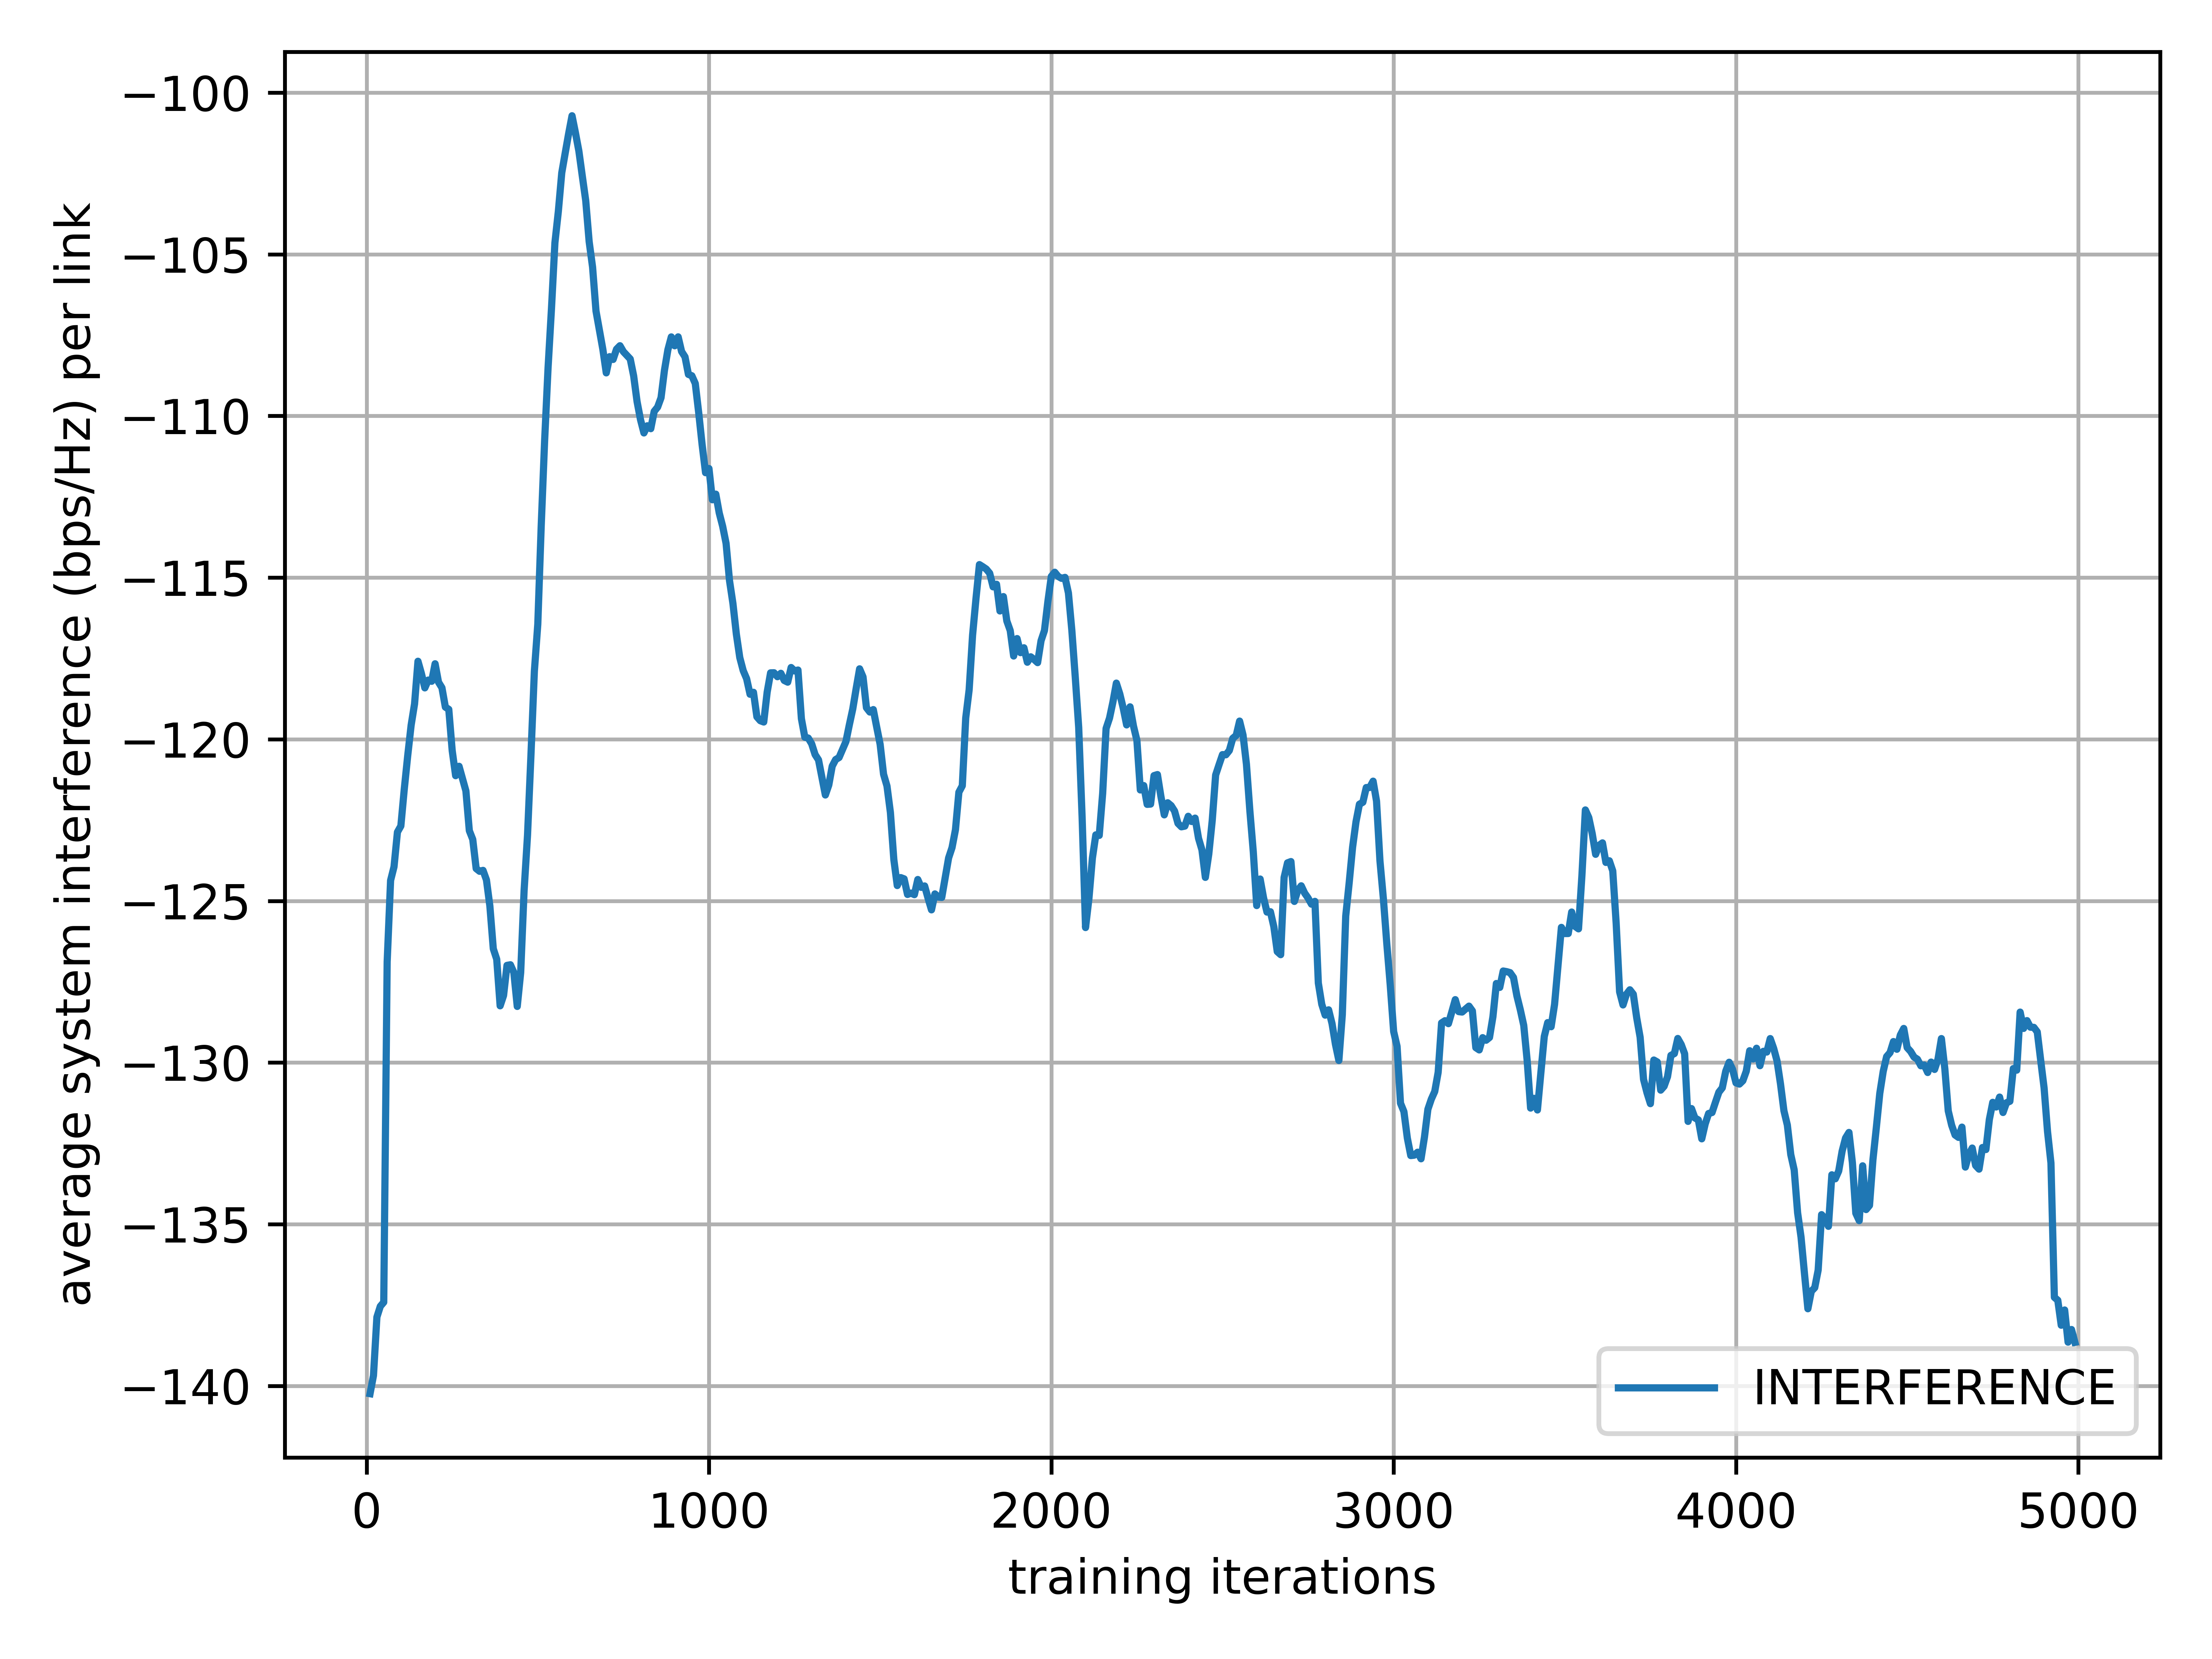 average system interference (bps/Hz) per link
−100
−105
−110
−115
−120
−125
−130
−135
−140
INTERFERENCE
0 1000 2000 3000 4000 5000
training iterations